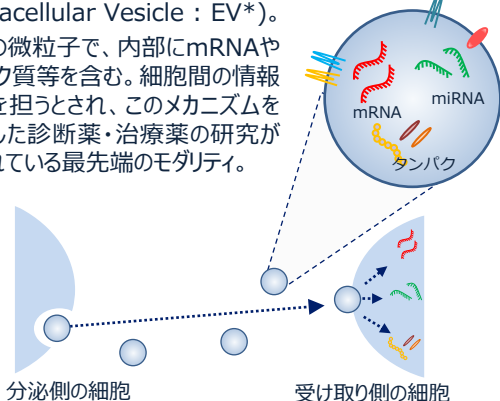 acellular Vesicle : EV*)。
の微粒子で、内部にmRNAや
ク質等を含む。細胞間の情報
を担うとされ、このメカニズムを
した診断薬・治療薬の研究が
れている最先端のモダリティ。
mRNA
miRNA
タンパク
分泌側の細胞
受け取り側の細胞